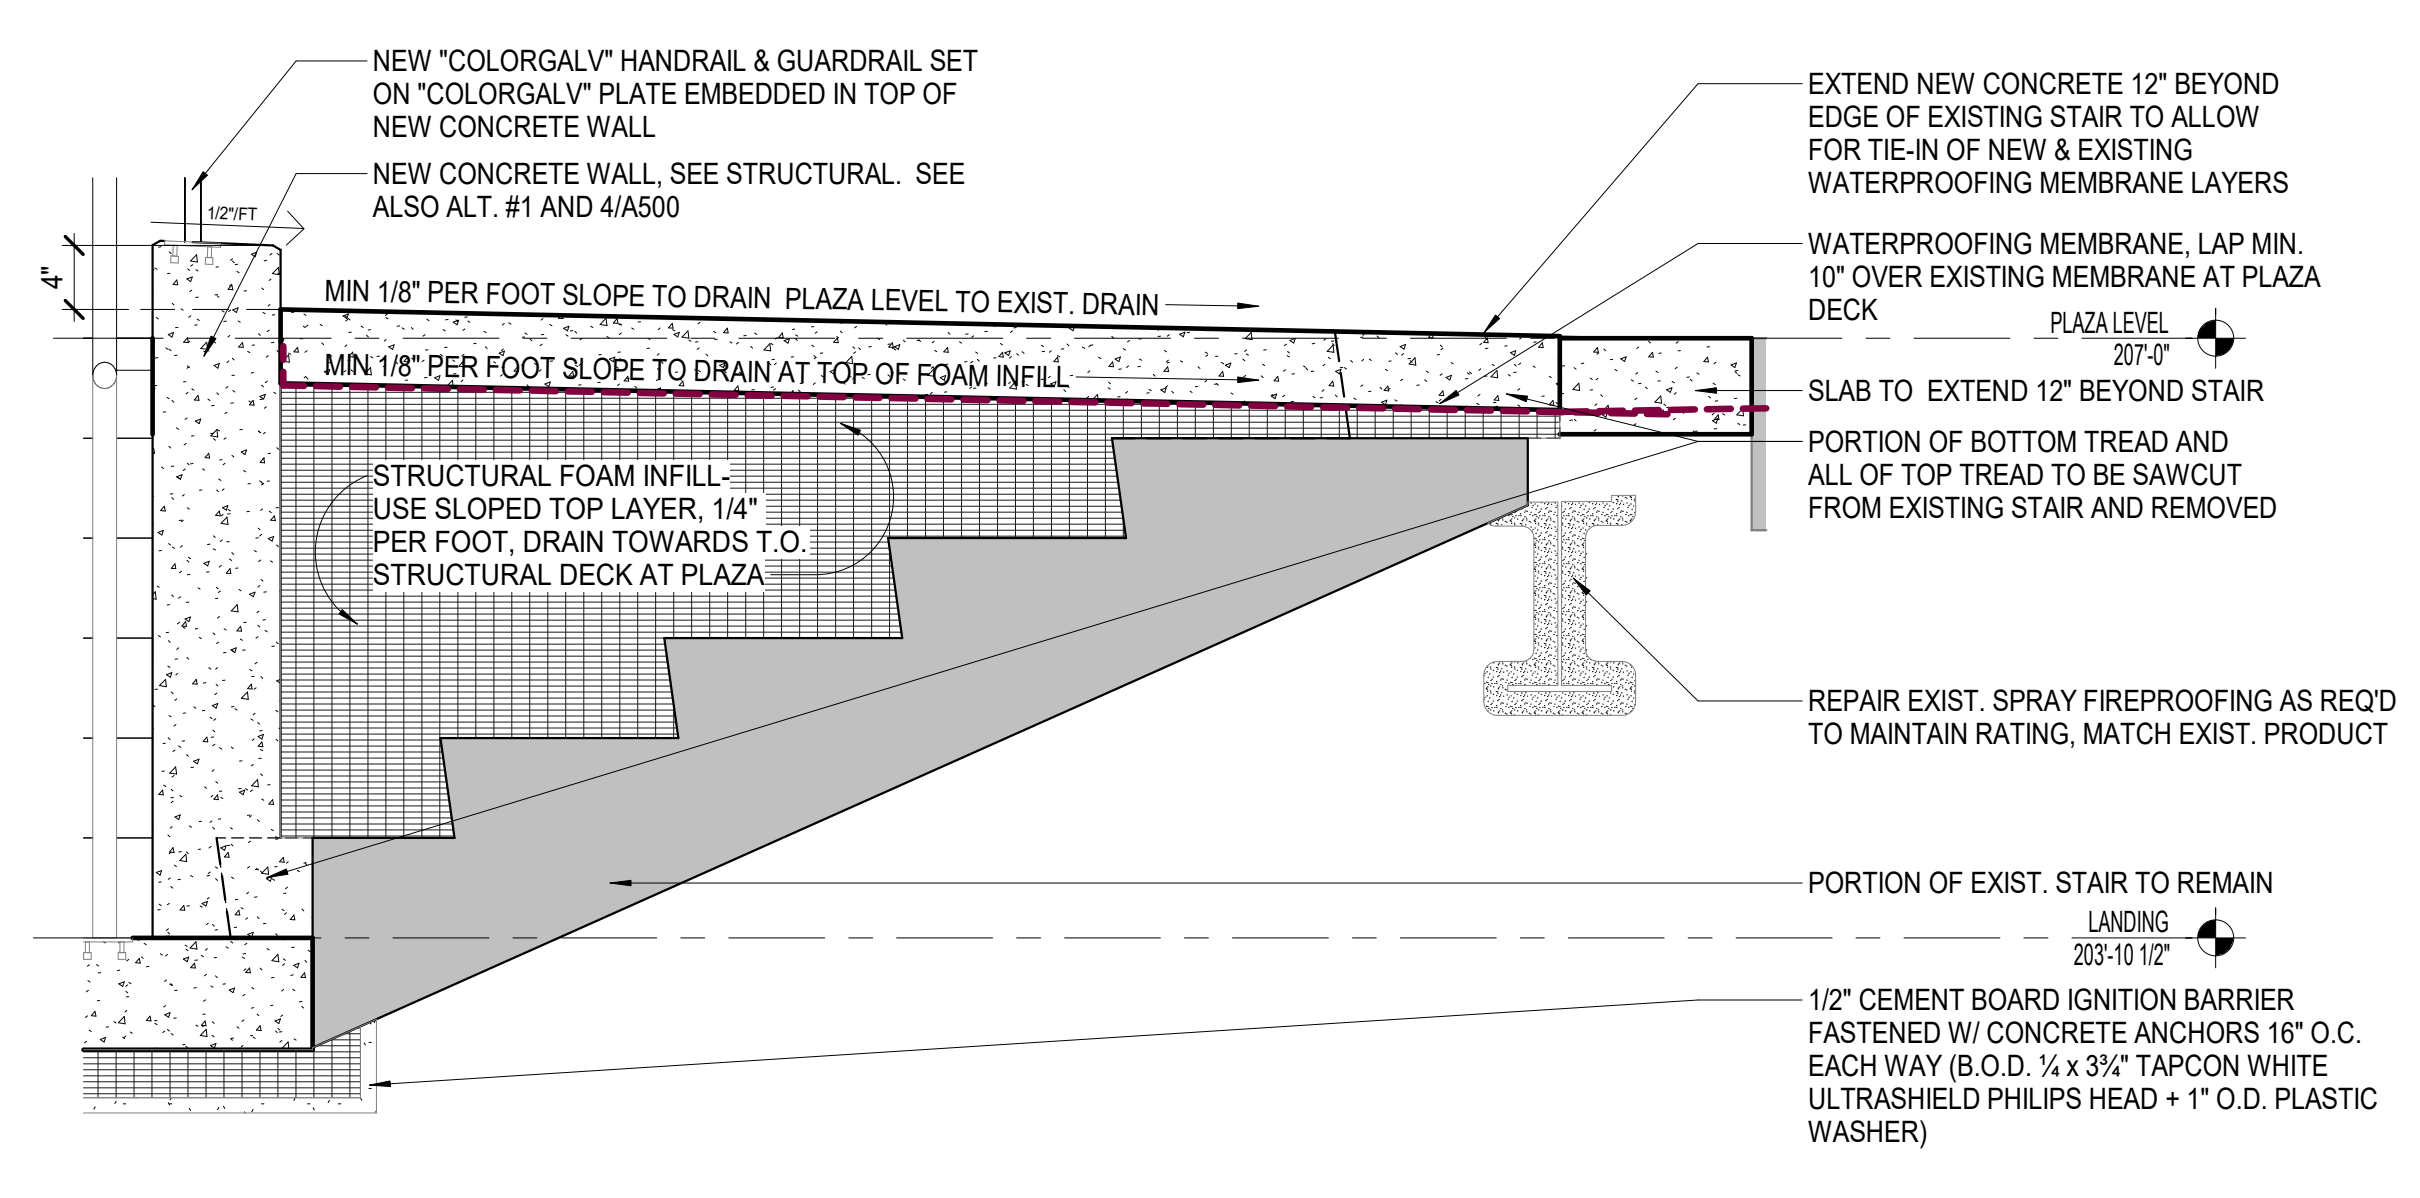 NEW "COLORGALV" HANDRAIL & GUARDRAIL SET
ON "COLORGALV" PLATE EMBEDDED IN TOP OF
NEW CONCRETE WALL
NEW CONCRETE WALL, SEE STRUCTURAL.  SEE
ALSO ALT. #1 AND 4/A500
1/2"/FT
4"
MIN 1/8" PER FOOT SLOPE TO DRAIN  PLAZA LEVEL TO EXIST. DRAIN
MIN 1/8" PER FOOT SLOPE TO DRAIN AT TOP OF FOAM INFILL
STRUCTURAL FOAM INFILL-
USE SLOPED TOP LAYER, 1/4"
PER FOOT, DRAIN TOWARDS T.O.
STRUCTURAL DECK AT PLAZA
EXTEND NEW CONCRETE 12" BEYOND
EDGE OF EXISTING STAIR TO ALLOW
FOR TIE-IN OF NEW & EXISTING
WATERPROOFING MEMBRANE LAYERS
WATERPROOFING MEMBRANE, LAP MIN.
10" OVER EXISTING MEMBRANE AT PLAZA
DECK
PLAZA LEVEL
207'-0"
SLAB TO  EXTEND 12" BEYOND STAIR
PORTION OF BOTTOM TREAD AND
ALL OF TOP TREAD TO BE SAWCUT
FROM EXISTING STAIR AND REMOVED
REPAIR EXIST. SPRAY FIREPROOFING AS REQ'D
TO MAINTAIN RATING, MATCH EXIST. PRODUCT
PORTION OF EXIST. STAIR TO REMAIN
LANDING
203'-10 1/2"
1/2" CEMENT BOARD IGNITION BARRIER
FASTENED W/ CONCRETE ANCHORS 16" O.C.
EACH WAY (B.O.D. ¼ x 3¾" TAPCON WHITE
ULTRASHIELD PHILIPS HEAD + 1" O.D. PLASTIC
WASHER)